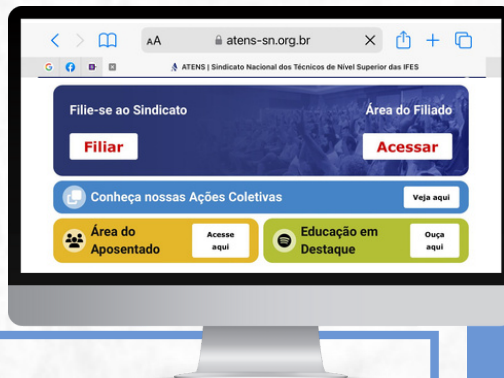 AA
atens-sn.org.br
ATENS | Sindicato Nacional dos Técnicos de Nível Superior das IFES
Filie-se ao Sindicato
Filiar
Área do Filiado
Acessar
Conheça nossas Ações Coletivas
Veja aqui
Área do
Aposentado
Acesse
aqui
Educação em
Destaque
Ouça
aqui